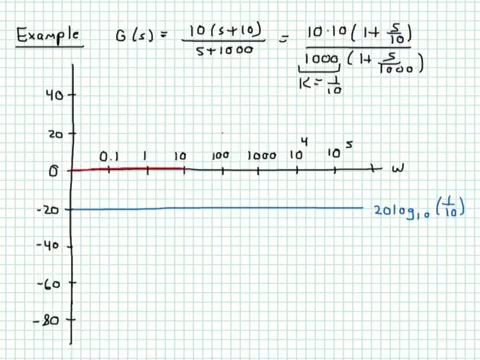 Example G(s) = 10(s+10) / s+1000 = 10·10(1+ s/10) / 1000(1+ s/1000)
K= 1/10
40
20
0.1 1 10 100 1000 10^4 10^5
0 ω
-20 20log₁₀(1/10)
-40
-60
-80